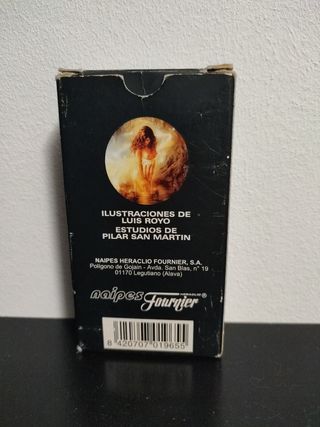 ILUSTRACIONES DE
LUIS ROYO
ESTUDIOS DE
PILAR SAN MARTIN
NAIPES HERACLIO FOURNIER, S.A.
Polígono de Gojain - Avda. San Blas, n° 19
01170 Legutiano (Alava)
naipes Fournier®
8 420707 019655